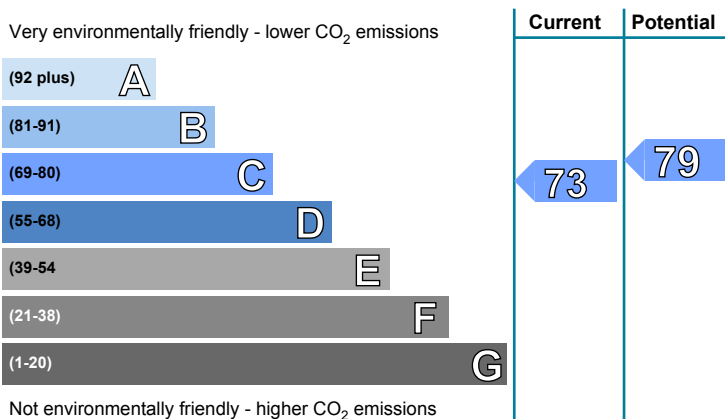 Very environmentally friendly - lower CO₂ emissions
Current
Potential
(92 plus) A
(81-91) B
(69-80) C
(55-68) D
(39-54 E
(21-38) F
(1-20) G
73
79
Not environmentally friendly - higher CO₂ emissions